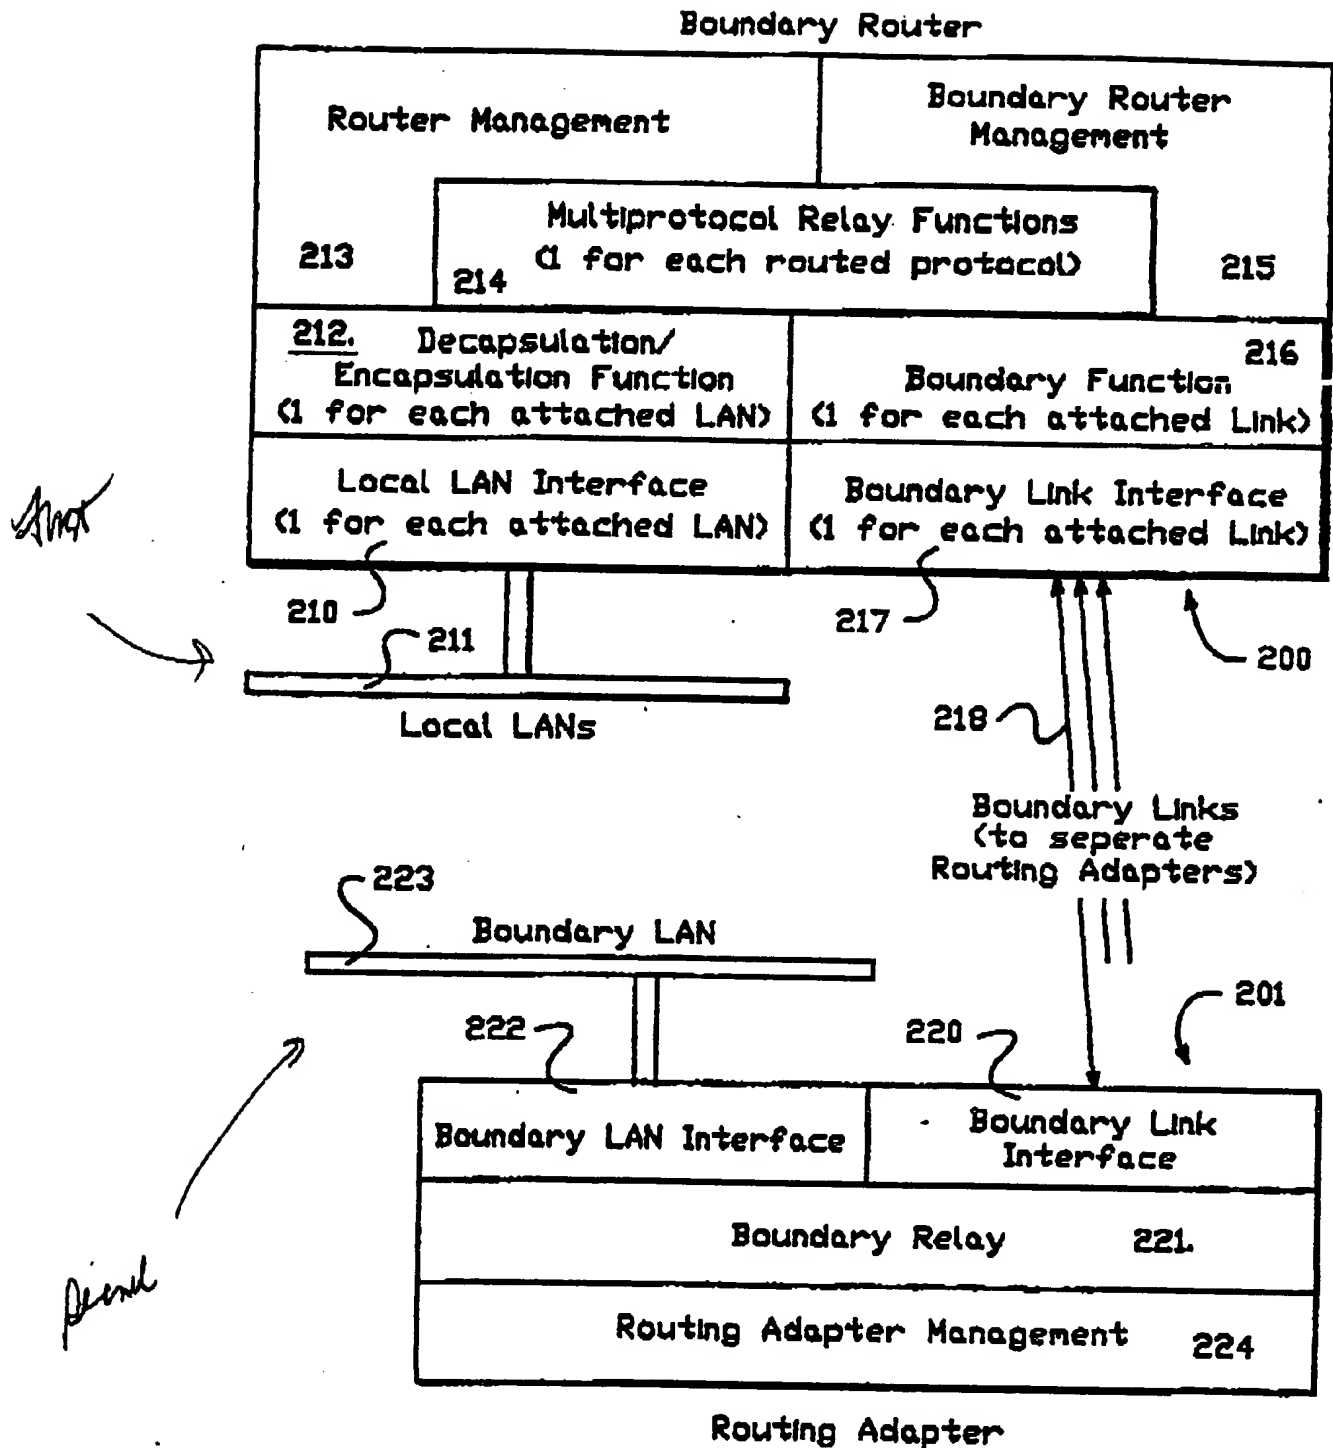 Boundary Router
Router Management
Boundary Router
Management
Multiprotocol Relay Functions
(1 for each routed protocol)
213
214
215
212. Decapsulation/
Encapsulation Function
(1 for each attached LAN)
216
Boundary Function
(1 for each attached Link)
Local LAN Interface
(1 for each attached LAN)
Boundary Link Interface
(1 for each attached Link)
210
211
217
200
Local LANs
218
Boundary Links
(to seperate
Routing Adapters)
223
Boundary LAN
201
222
220
Boundary LAN Interface
Boundary Link
Interface
Boundary Relay 221.
Routing Adapter Management 224
Routing Adapter